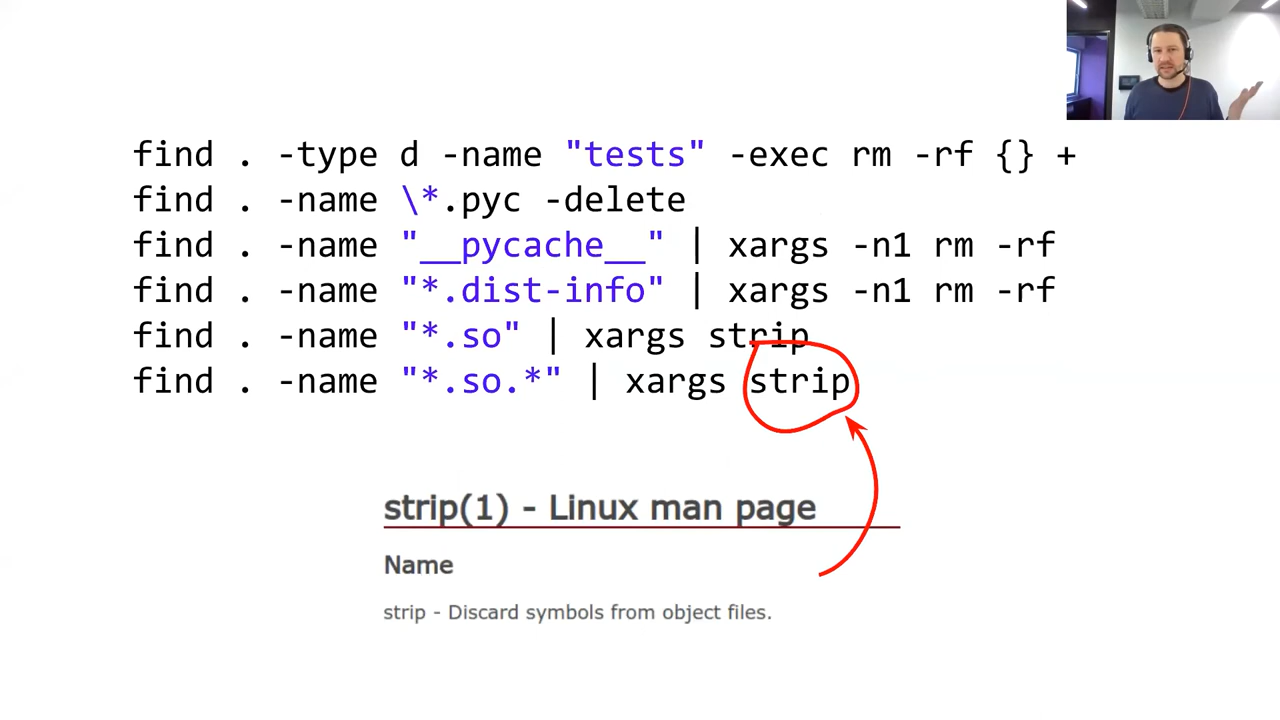 find . -type d -name "tests" -exec rm -rf {} +
find . -name \*.pyc -delete
find . -name "__pycache__" | xargs -n1 rm -rf
find . -name "*.dist-info" | xargs -n1 rm -rf
find . -name "*.so" | xargs strip
find . -name "*.so.*" | xargs strip
strip(1) - Linux man page
Name
strip - Discard symbols from object files.